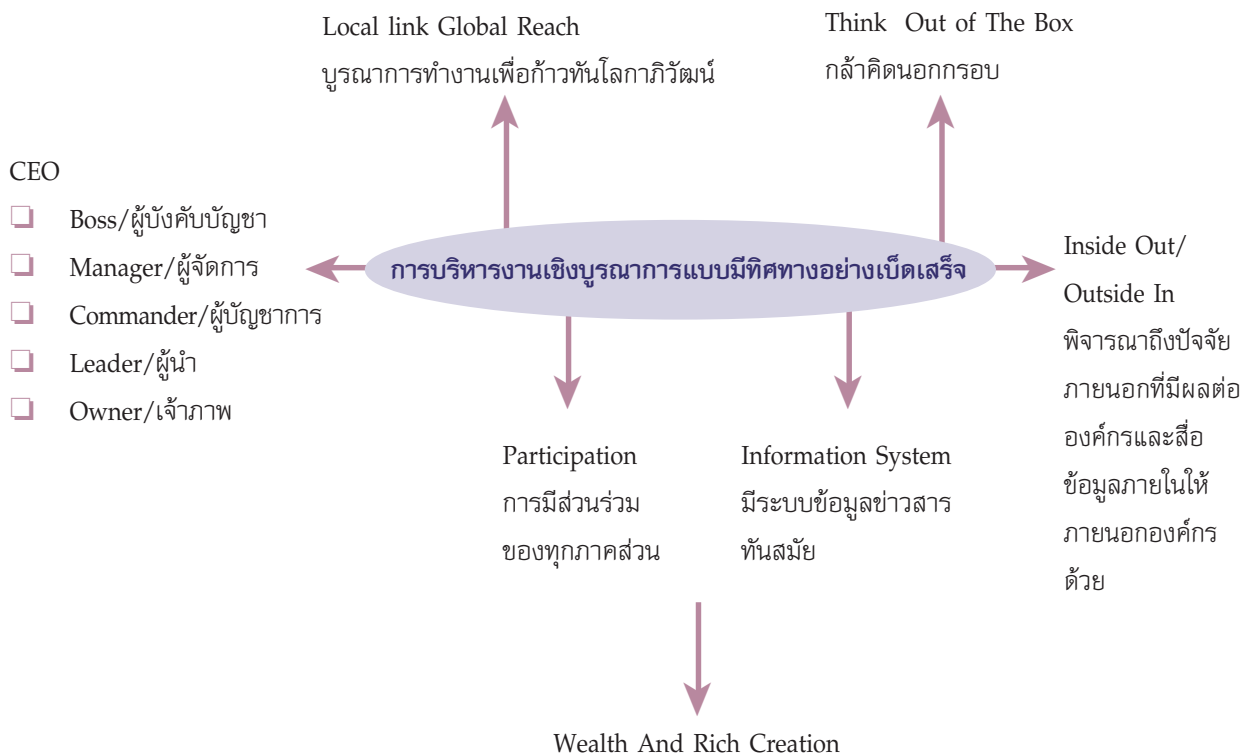 Local link Global Reach
บูรณาการทำงานเพื่อก้าวทันโลกาภิวัฒน์
Think Out of The Box
กล้าคิดนอกกรอบ
CEO
Boss/ผู้บังคับบัญชา
Manager/ผู้จัดการ
Commander/ผู้บัญชาการ
Leader/ผู้นำ
Owner/เจ้าภาพ
การบริหารงานเชิงบูรณาการแบบมีทิศทางอย่างเบ็ดเสร็จ
Inside Out/
Outside In
พิจารณาถึงปัจจัย
ภายนอกที่มีผลต่อ
องค์กรและสื่อ
ข้อมูลภายในให้
ภายนอกองค์กร
ด้วย
Participation
การมีส่วนร่วม
ของทุกภาคส่วน
Information System
มีระบบข้อมูลข่าวสาร
ทันสมัย
Wealth And Rich Creation